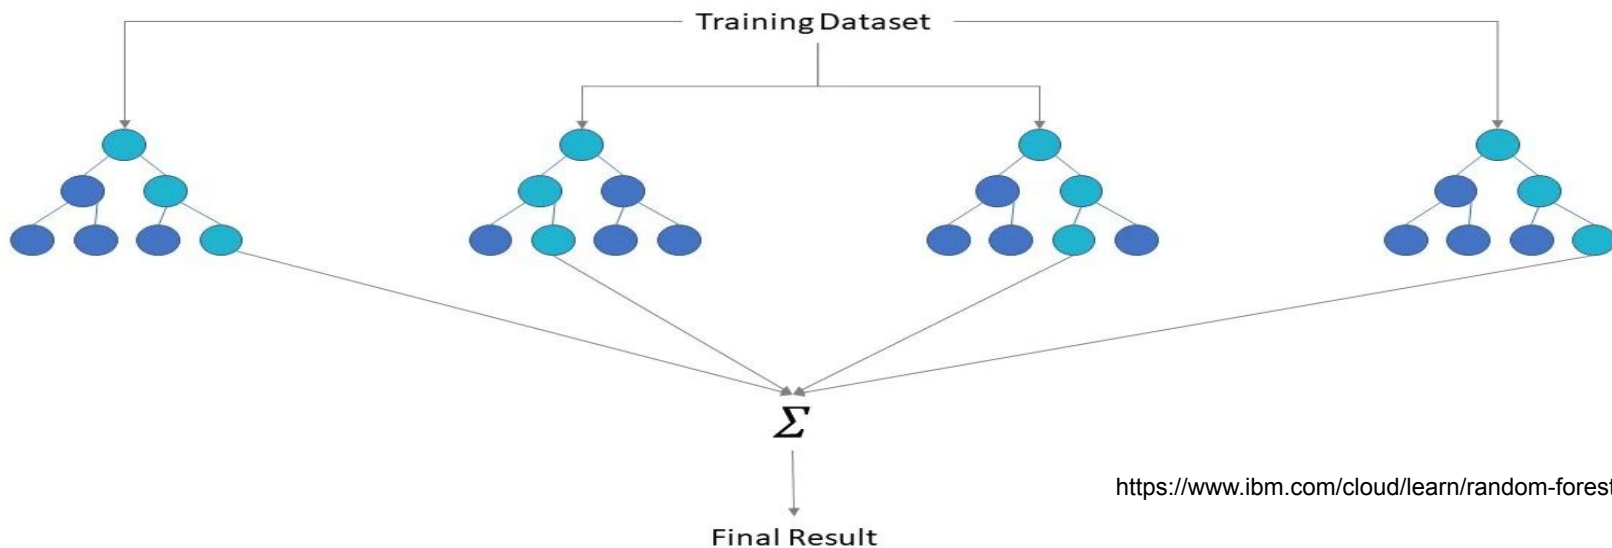 Training Dataset
Σ
https://www.ibm.com/cloud/learn/random-forest
Final Result